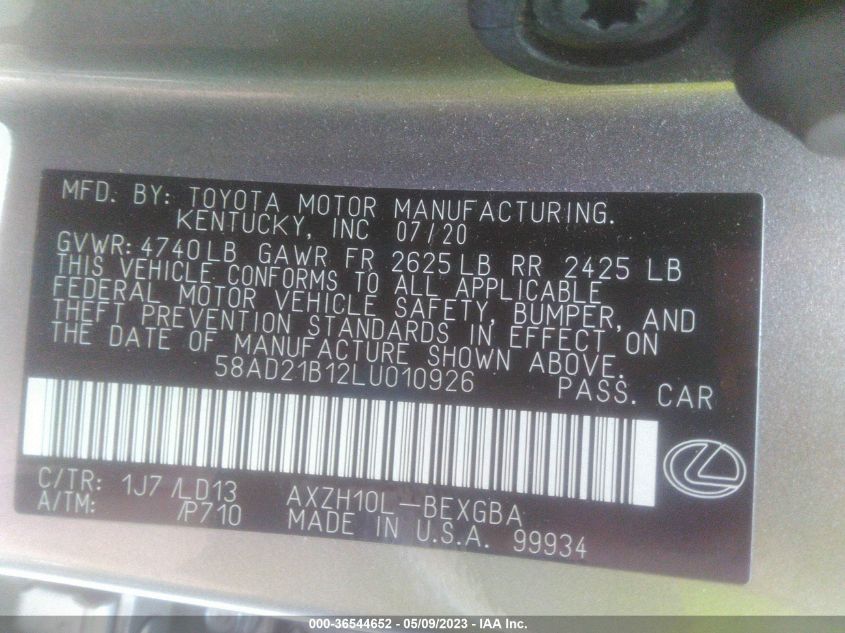 MFD. BY: TOYOTA MOTOR MANUFACTURING.
KENTUCKY, INC 07/20
GVWR: 4740LB GAWR FR 2625LB RR 2425 LB
THIS VEHICLE CONFORMS TO ALL APPLICABLE
FEDERAL MOTOR VEHICLE SAFETY, BUMPER, AND
THEFT PREVENTION STANDARDS IN EFFECT ON
THE DATE OF MANUFACTURE SHOWN ABOVE.
58AD21B12LU010926 PASS. CAR
C/TR: 1J7 /LD13 AXZH10L-BEXGBA
A/TM: /P710 MADE IN U.S.A. 99934
000-36544652 - 05/09/2023 - IAA Inc.